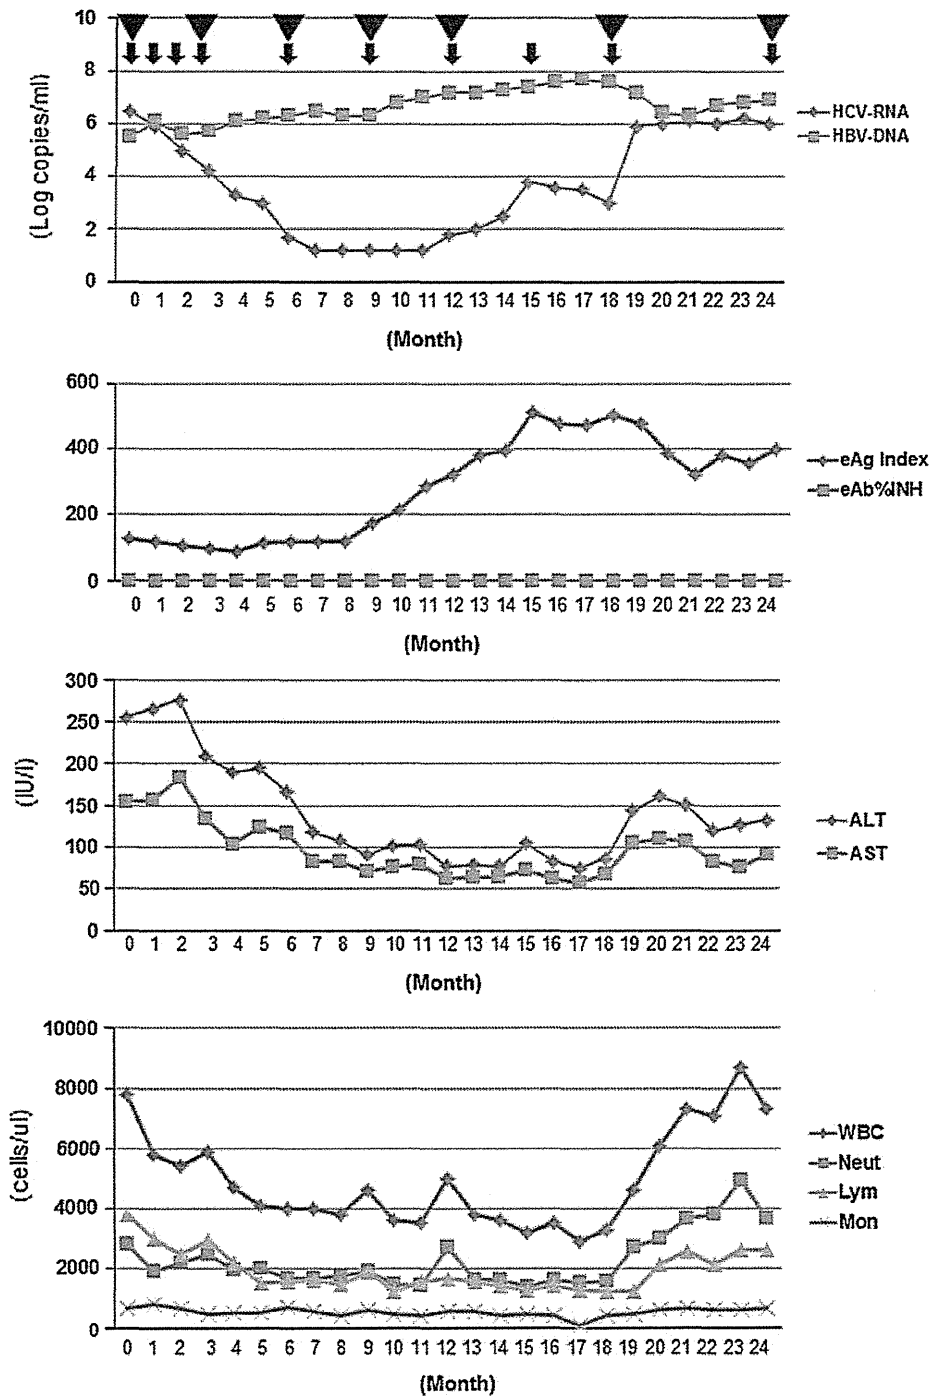 10
8
6
4
2
0
(Log copies/ml)
HCV-RNA
HBV-DNA
0 1 2 3 4 5 6 7 8 9 10 11 12 13 14 15 16 17 18 19 20 21 22 23 24
(Month)
600
400
200
0
eAg Index
eAb%INH
0 1 2 3 4 5 6 7 8 9 10 11 12 13 14 15 16 17 18 19 20 21 22 23 24
(Month)
300
250
200
150
100
50
0
(IU/l)
ALT
AST
0 1 2 3 4 5 6 7 8 9 10 11 12 13 14 15 16 17 18 19 20 21 22 23 24
(Month)
10000
8000
6000
4000
2000
0
(cells/ul)
WBC
Neut
Lym
Mon
0 1 2 3 4 5 6 7 8 9 10 11 12 13 14 15 16 17 18 19 20 21 22 23 24
(Month)